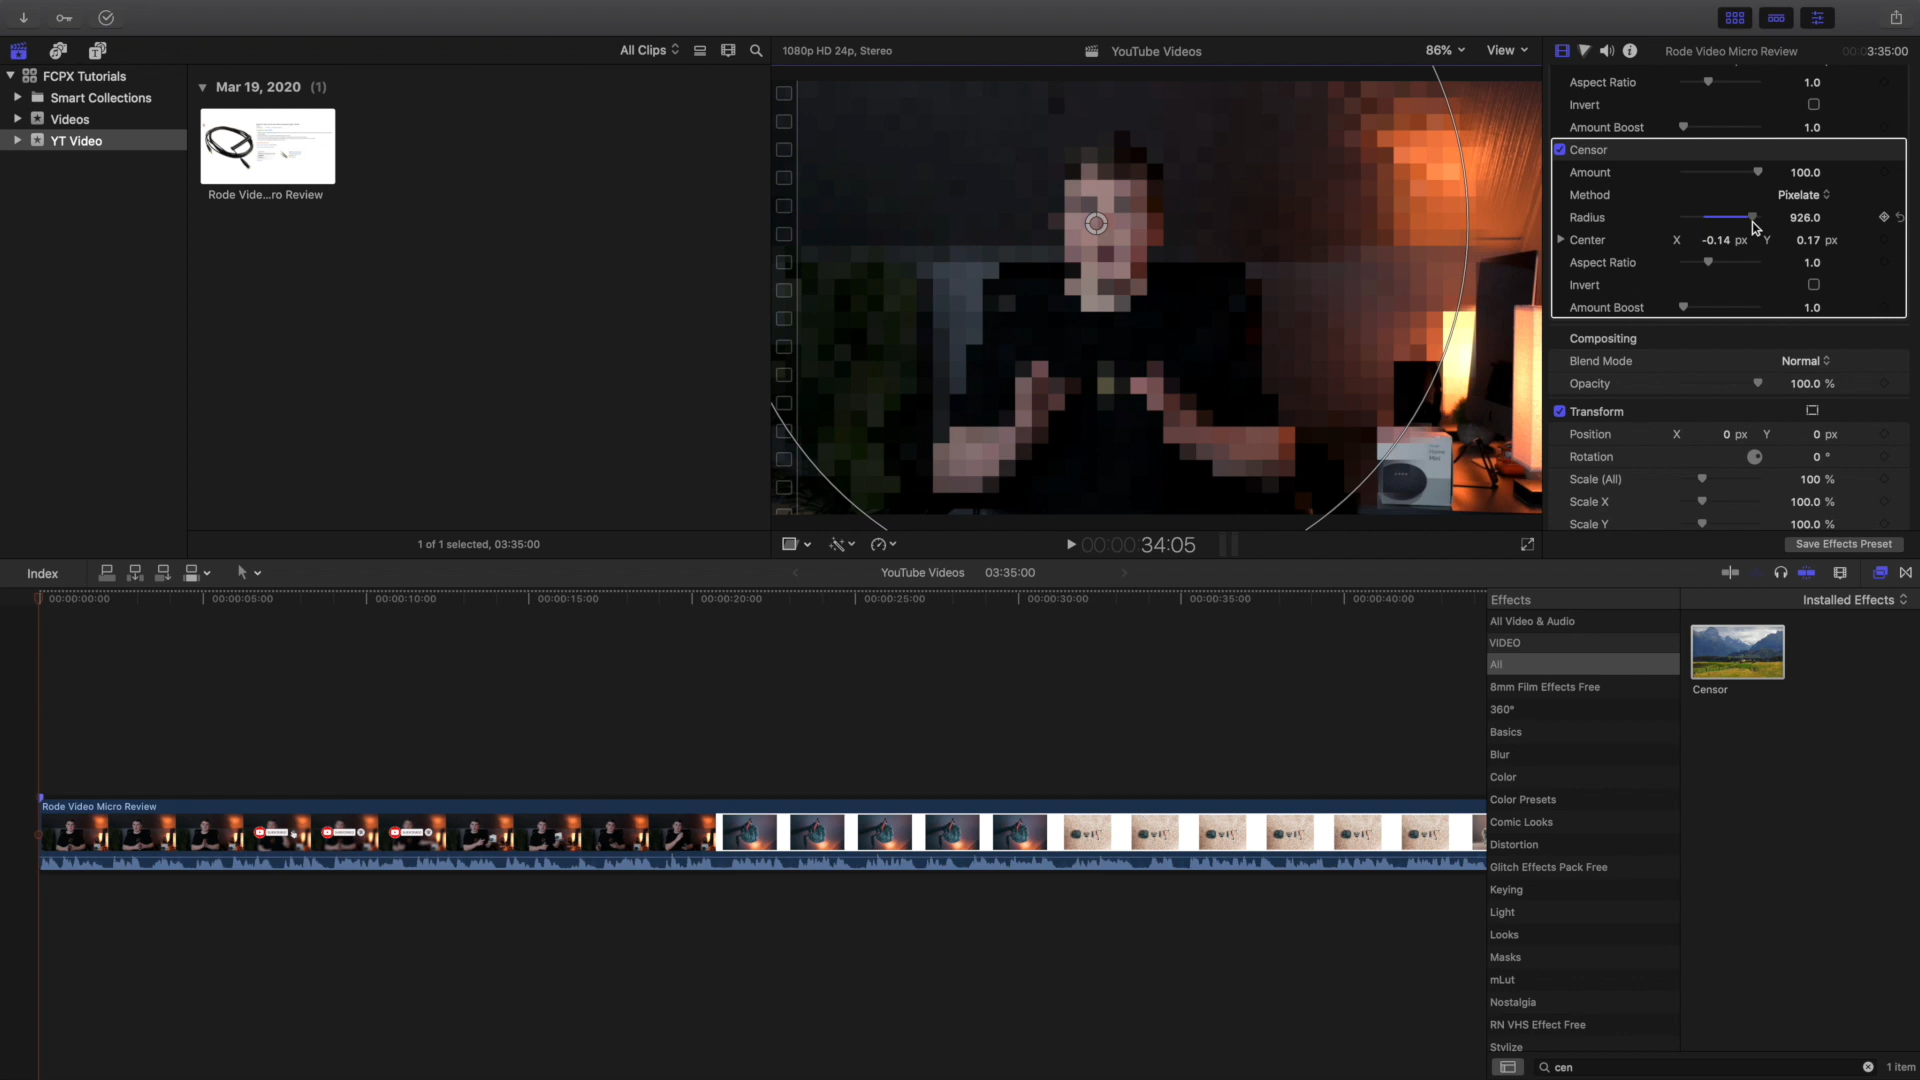 All Clips
1080p HD 24p, Stereo
YouTube Videos
86%
View
Rode Video Micro Review
00:03:35:00
FCPX Tutorials
Smart Collections
Videos
YT Video
Mar 19, 2020 (1)
Rode Vide...ro Review
1 of 1 selected, 03:35:00
Aspect Ratio 1.0
Invert
Amount Boost 1.0
Censor
Amount 100.0
Method Pixelate
Radius 926.0
Center X -0.14 px Y 0.17 px
Aspect Ratio 1.0
Invert
Amount Boost 1.0
Compositing
Blend Mode Normal
Opacity 100.0 %
Transform
Position X 0 px Y 0 px
Rotation 0 °
Scale (All) 100 %
Scale X 100.0 %
Scale Y 100.0 %
Save Effects Preset
00:00:34:05
Index
YouTube Videos 03:35:00
00:00:00:00
00:00:05:00
00:00:10:00
00:00:15:00
00:00:20:00
00:00:25:00
00:00:30:00
00:00:35:00
00:00:40:00
Rode Video Micro Review
Effects
Installed Effects
All Video & Audio
VIDEO
All
8mm Film Effects Free
360°
Basics
Blur
Color
Color Presets
Comic Looks
Distortion
Glitch Effects Pack Free
Keying
Light
Looks
Masks
mLut
Nostalgia
RN VHS Effect Free
Stylize
Censor
cen
1 item